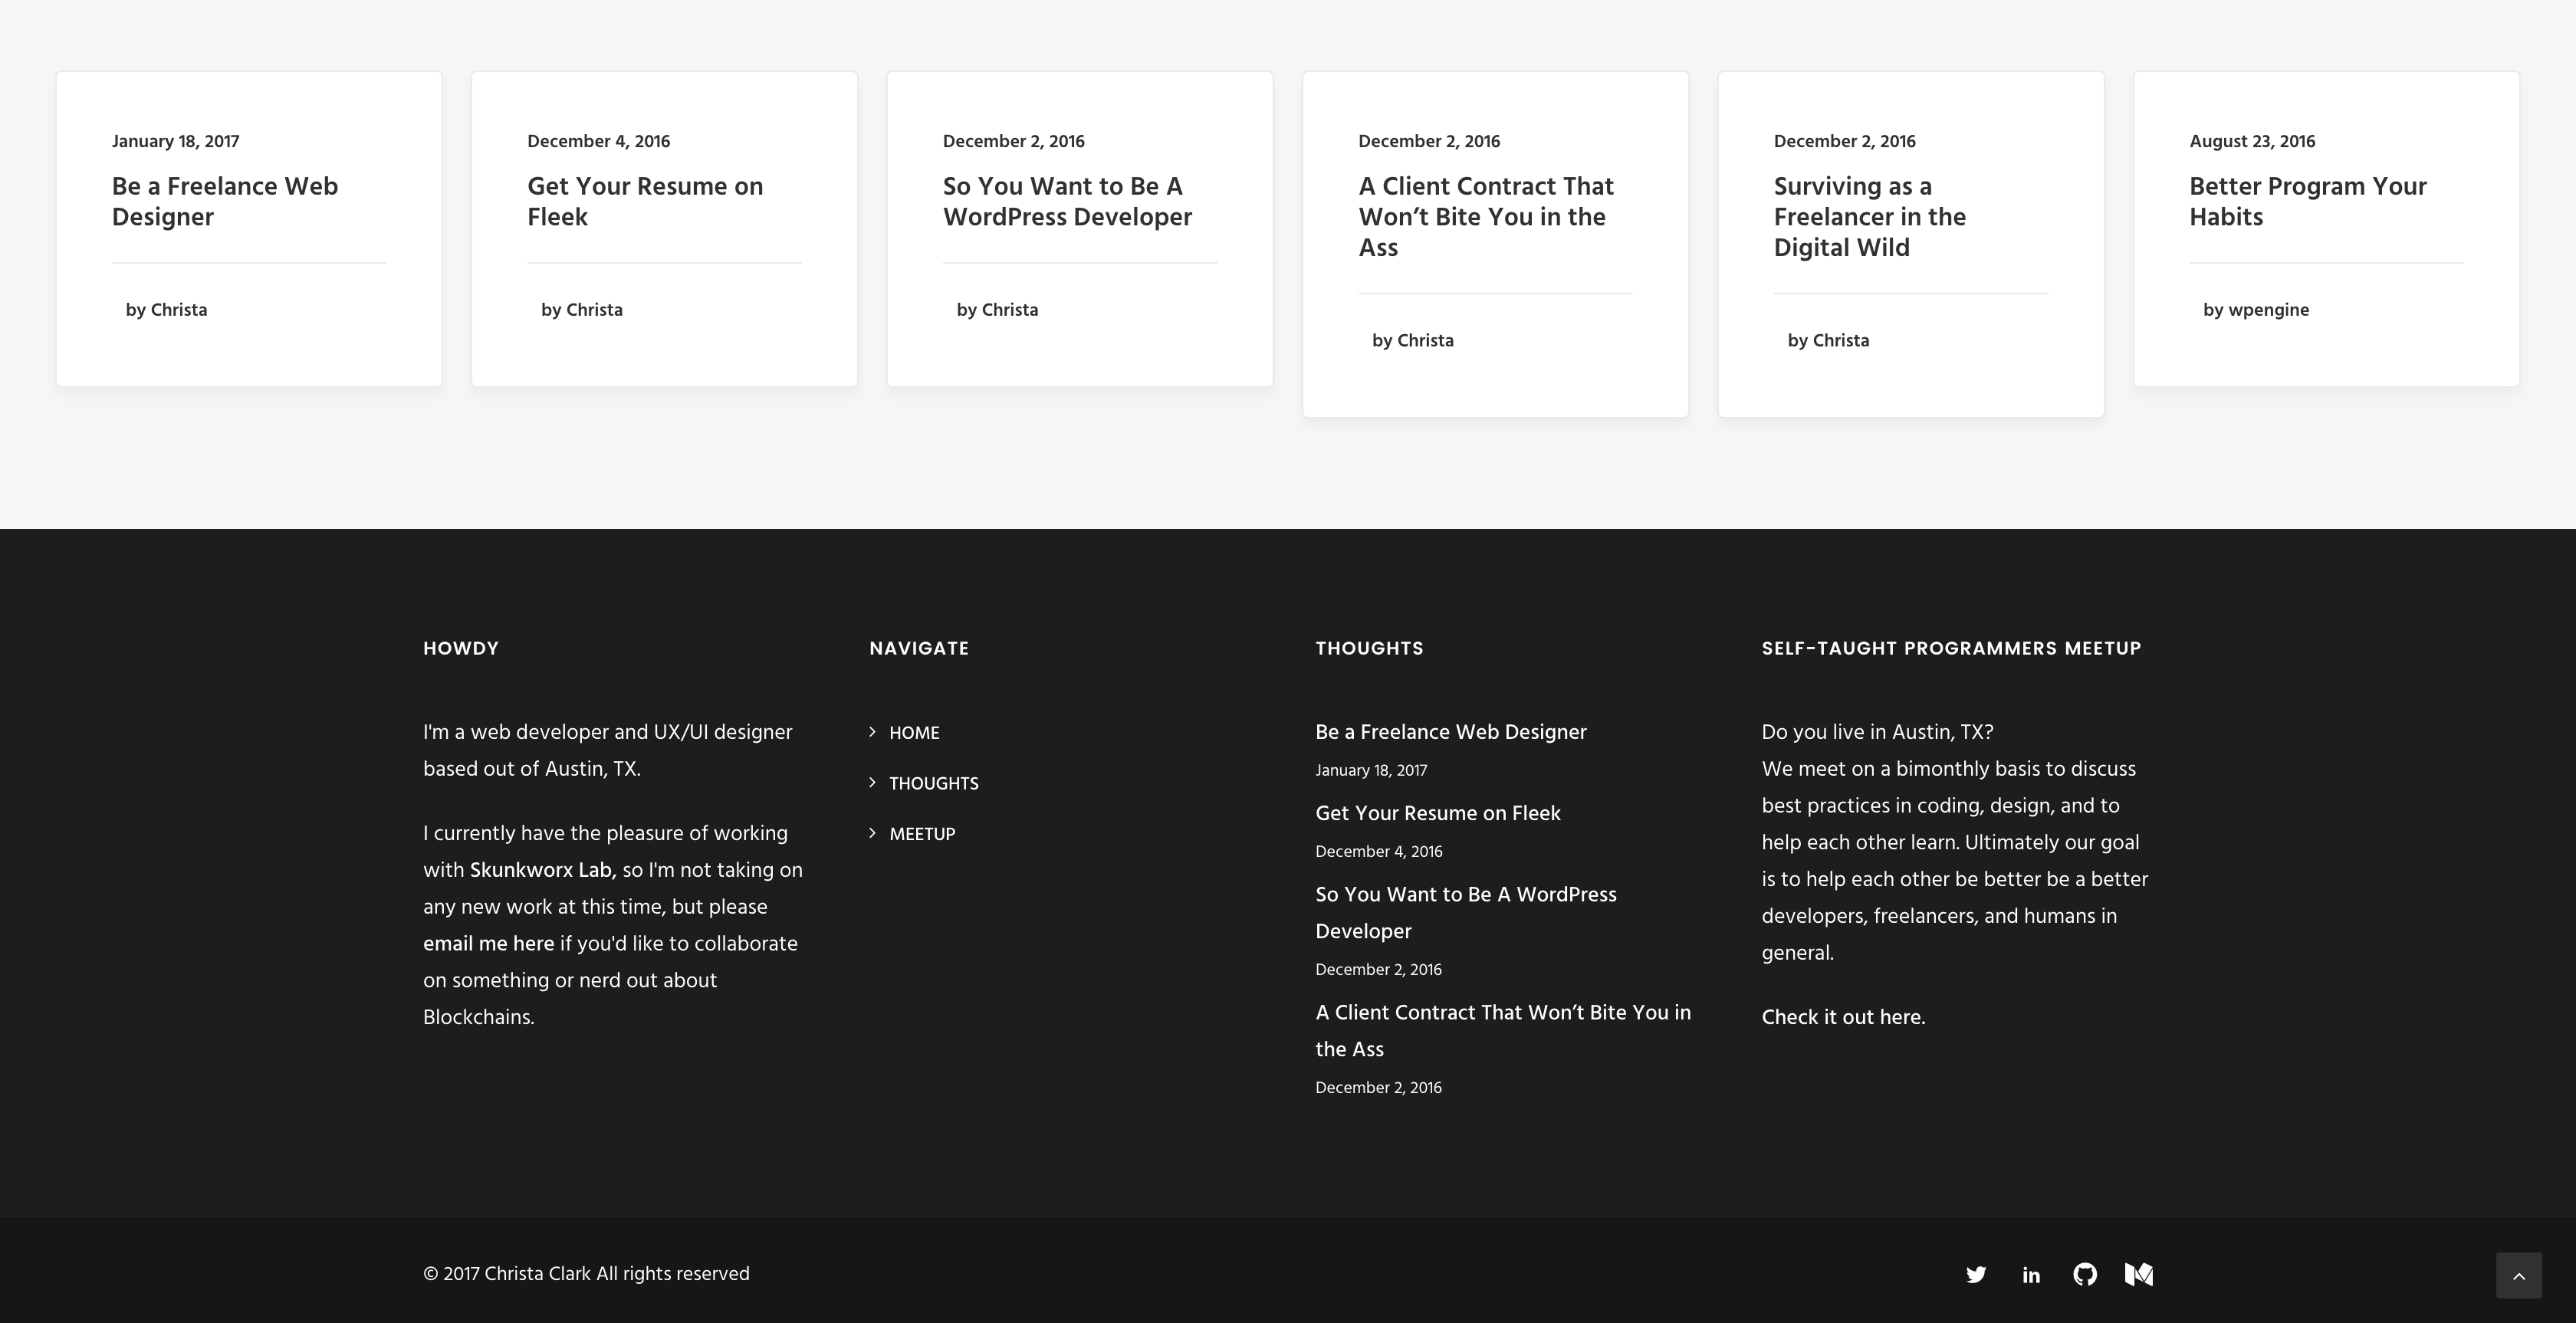 January 18, 2017
Be a Freelance Web
Designer
by Christa
December 4, 2016
Get Your Resume on
Fleek
by Christa
December 2, 2016
So You Want to Be A
WordPress Developer
by Christa
December 2, 2016
A Client Contract That
Won’t Bite You in the
Ass
by Christa
December 2, 2016
Surviving as a
Freelancer in the
Digital Wild
by Christa
August 23, 2016
Better Program Your
Habits
by wpengine
HOWDY
I'm a web developer and UX/UI designer
based out of Austin, TX.
I currently have the pleasure of working
with Skunkworx Lab, so I'm not taking on
any new work at this time, but please
email me here if you'd like to collaborate
on something or nerd out about
Blockchains.
NAVIGATE
HOME
THOUGHTS
MEETUP
THOUGHTS
Be a Freelance Web Designer
January 18, 2017
Get Your Resume on Fleek
December 4, 2016
So You Want to Be A WordPress
Developer
December 2, 2016
A Client Contract That Won’t Bite You in
the Ass
December 2, 2016
SELF-TAUGHT PROGRAMMERS MEETUP
Do you live in Austin, TX?
We meet on a bimonthly basis to discuss
best practices in coding, design, and to
help each other learn. Ultimately our goal
is to help each other be better be a better
developers, freelancers, and humans in
general.
Check it out here.
© 2017 Christa Clark All rights reserved